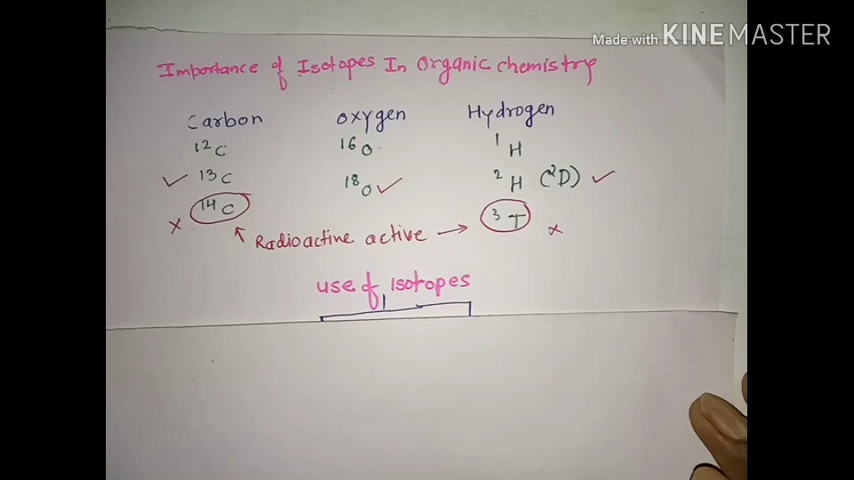 Made with KINEMASTER
Importance of Isotopes In Organic chemistry
Carbon Oxygen Hydrogen
¹²C ¹⁶O ¹H
✓ ¹³C ¹⁸O ✓ ²H (²D) ✓
× ¹⁴C ³T ×
Radioactive active
use of isotopes